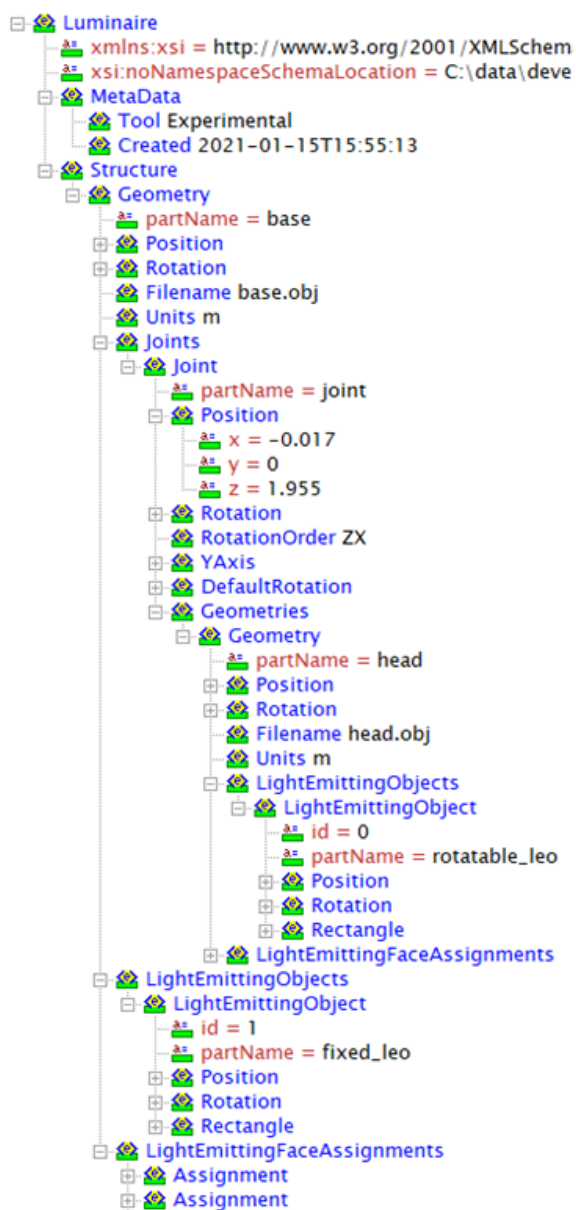 Luminaire
xmlns:xsi = http://www.w3.org/2001/XMLSchem
xsi:noNamespaceSchemaLocation = C:\data\deve
MetaData
Tool Experimental
Created 2021-01-15T15:55:13
Structure
Geometry
partName = base
Position
Rotation
Filename base.obj
Units m
Joints
Joint
partName = joint
Position
x = -0.017
y = 0
z = 1.955
Rotation
RotationOrder ZX
YAxis
DefaultRotation
Geometries
Geometry
partName = head
Position
Rotation
Filename head.obj
Units m
LightEmittingObjects
LightEmittingObject
id = 0
partName = rotatable_leo
Position
Rotation
Rectangle
LightEmittingFaceAssignments
LightEmittingObjects
LightEmittingObject
id = 1
partName = fixed_leo
Position
Rotation
Rectangle
LightEmittingFaceAssignments
Assignment
Assignment